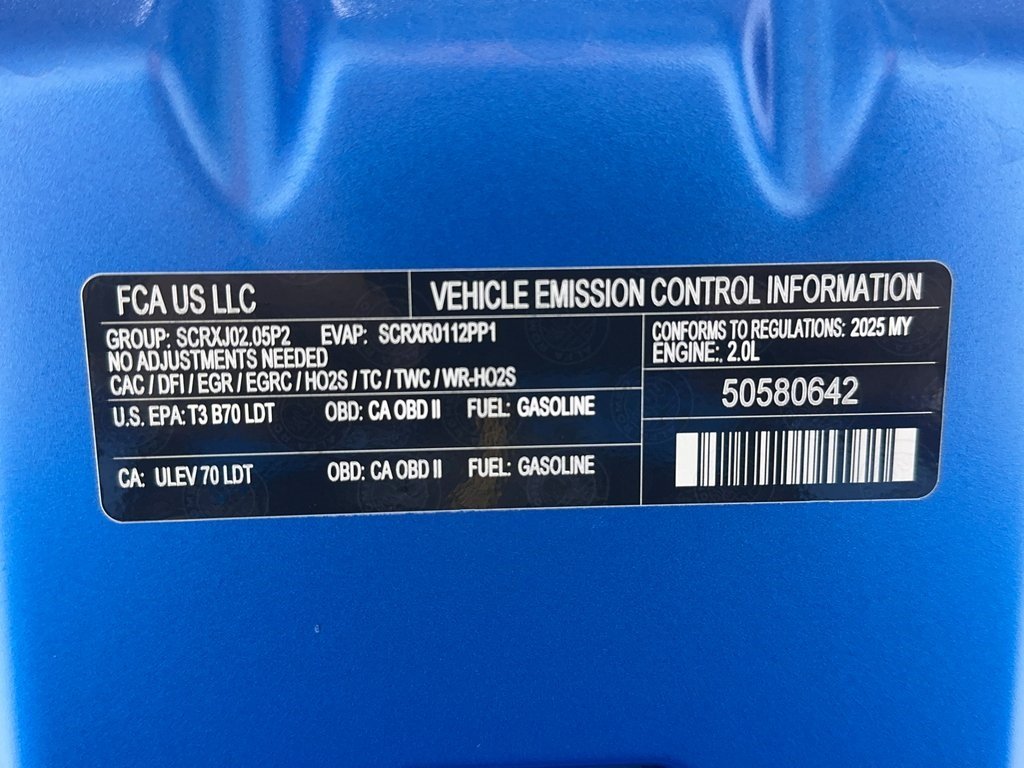 FCA US LLC
VEHICLE EMISSION CONTROL INFORMATION
GROUP: SCRXJ02.05P2 EVAP: SCRXR0112PP1
NO ADJUSTMENTS NEEDED
CAC / DFI / EGR / EGRC / HO2S / TC / TWC / WR-HO2S
CONFORMS TO REGULATIONS: 2025 MY
ENGINE:, 2.0L
50580642
U.S. EPA: T3 B70 LDT OBD: CA OBD II FUEL: GASOLINE
CA: ULEV 70 LDT OBD: CA OBD II FUEL: GASOLINE